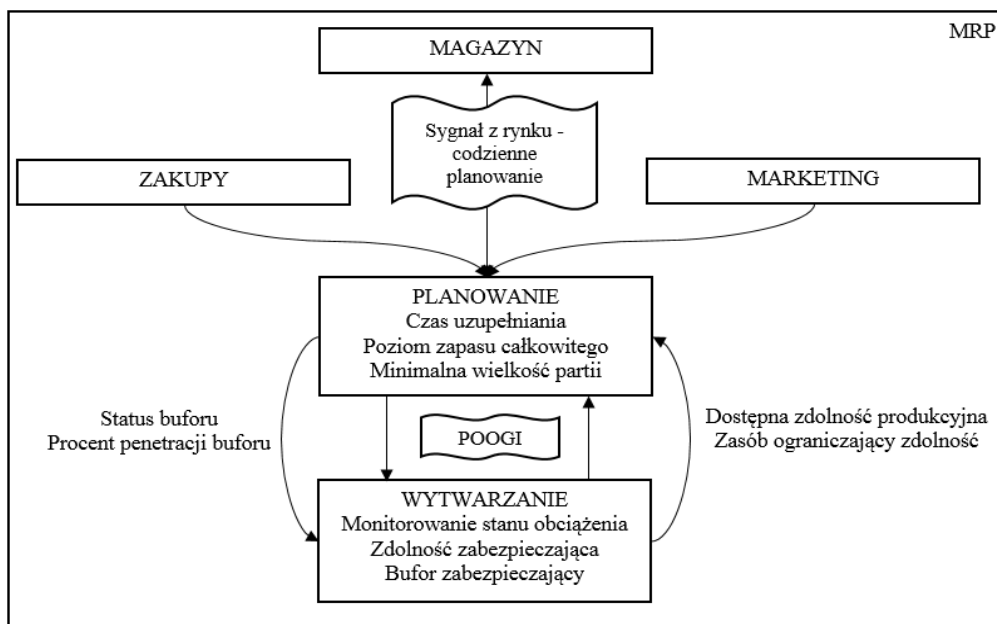 MRP
MAGAZYN
Sygnał z rynku -
codzienne
planowanie
ZAKUPY
MARKETING
PLANOWANIE
Czas uzupełniania
Poziom zapasu całkowitego
Minimalna wielkość partii
Status buforu
Procent penetracji buforu
POOGI
Dostępna zdolność produkcyjna
Zasób ograniczający zdolność
WYTWARZANIE
Monitorowanie stanu obciążenia
Zdolność zabezpieczająca
Bufor zabezpieczający